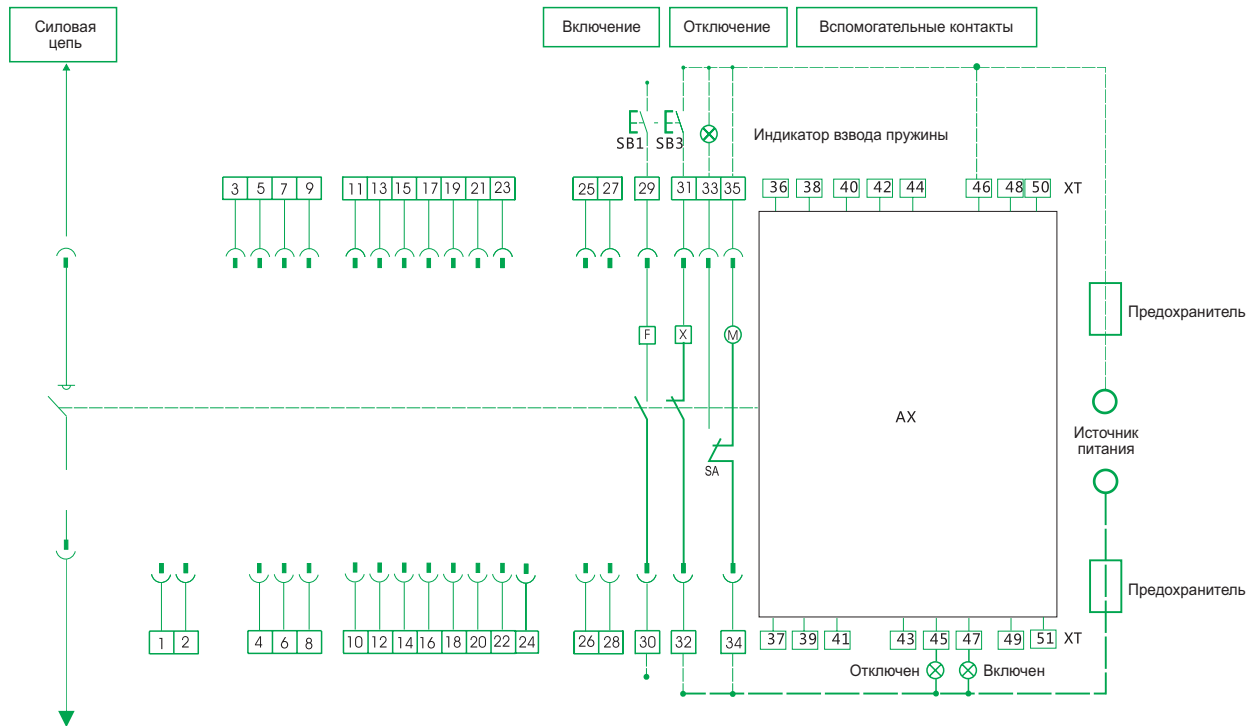 Силовая
цепь
Включение
Отключение
Вспомогательные контакты
SB1
SB3
Индикатор взвода пружины
3 5 7 9
11 13 15 17 19 21 23
25 27
29
31 33 35
36 38 40 42 44 46 48 50 XT
Предохранитель
F
X
M
AX
Источник
питания
SA
Предохранитель
1 2
4 6 8
10 12 14 16 18 20 22 24
26 28
30
32
34
37 39 41 43 45 47 49 51 XT
Отключен
Включен